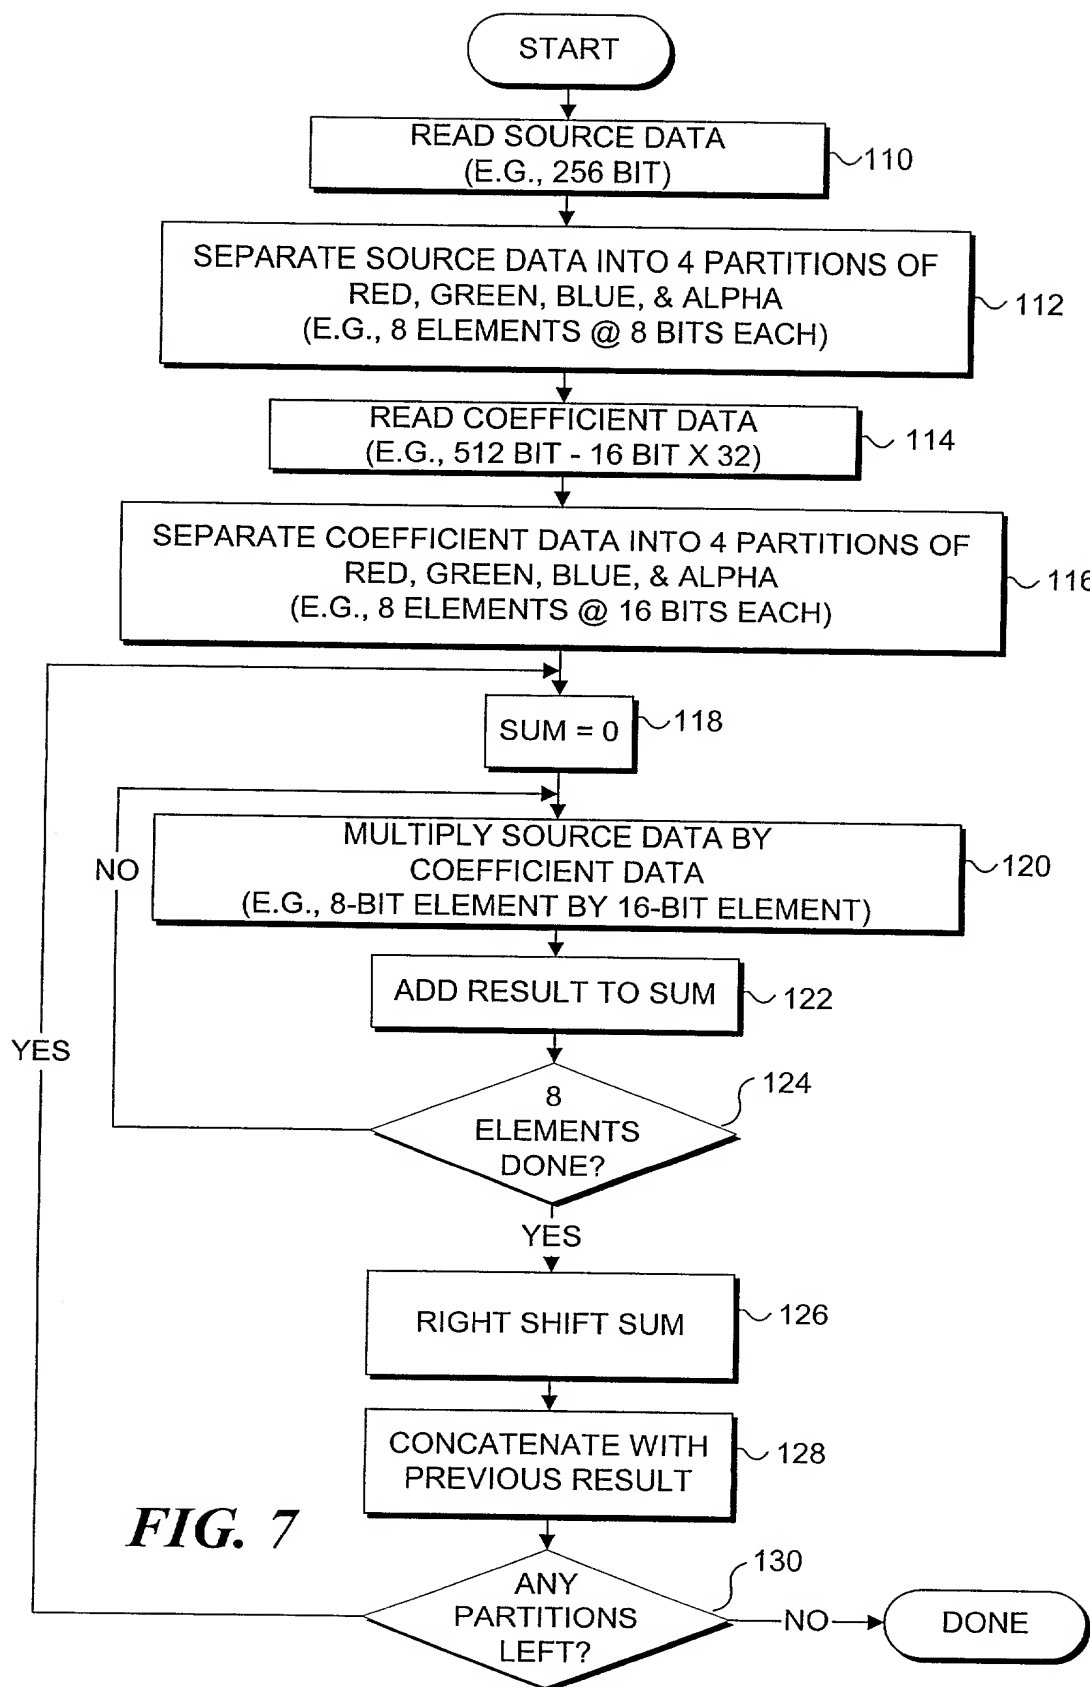 START
READ SOURCE DATA
(E.G., 256 BIT)
110
SEPARATE SOURCE DATA INTO 4 PARTITIONS OF
RED, GREEN, BLUE, & ALPHA
(E.G., 8 ELEMENTS @ 8 BITS EACH)
112
READ COEFFICIENT DATA
(E.G., 512 BIT - 16 BIT X 32)
114
SEPARATE COEFFICIENT DATA INTO 4 PARTITIONS OF
RED, GREEN, BLUE, & ALPHA
(E.G., 8 ELEMENTS @ 16 BITS EACH)
116
SUM = 0
118
MULTIPLY SOURCE DATA BY
COEFFICIENT DATA
(E.G., 8-BIT ELEMENT BY 16-BIT ELEMENT)
120
NO
ADD RESULT TO SUM
122
YES
8
ELEMENTS
DONE?
124
YES
RIGHT SHIFT SUM
126
CONCATENATE WITH
PREVIOUS RESULT
128
FIG. 7
ANY
PARTITIONS
LEFT?
130
NO
DONE